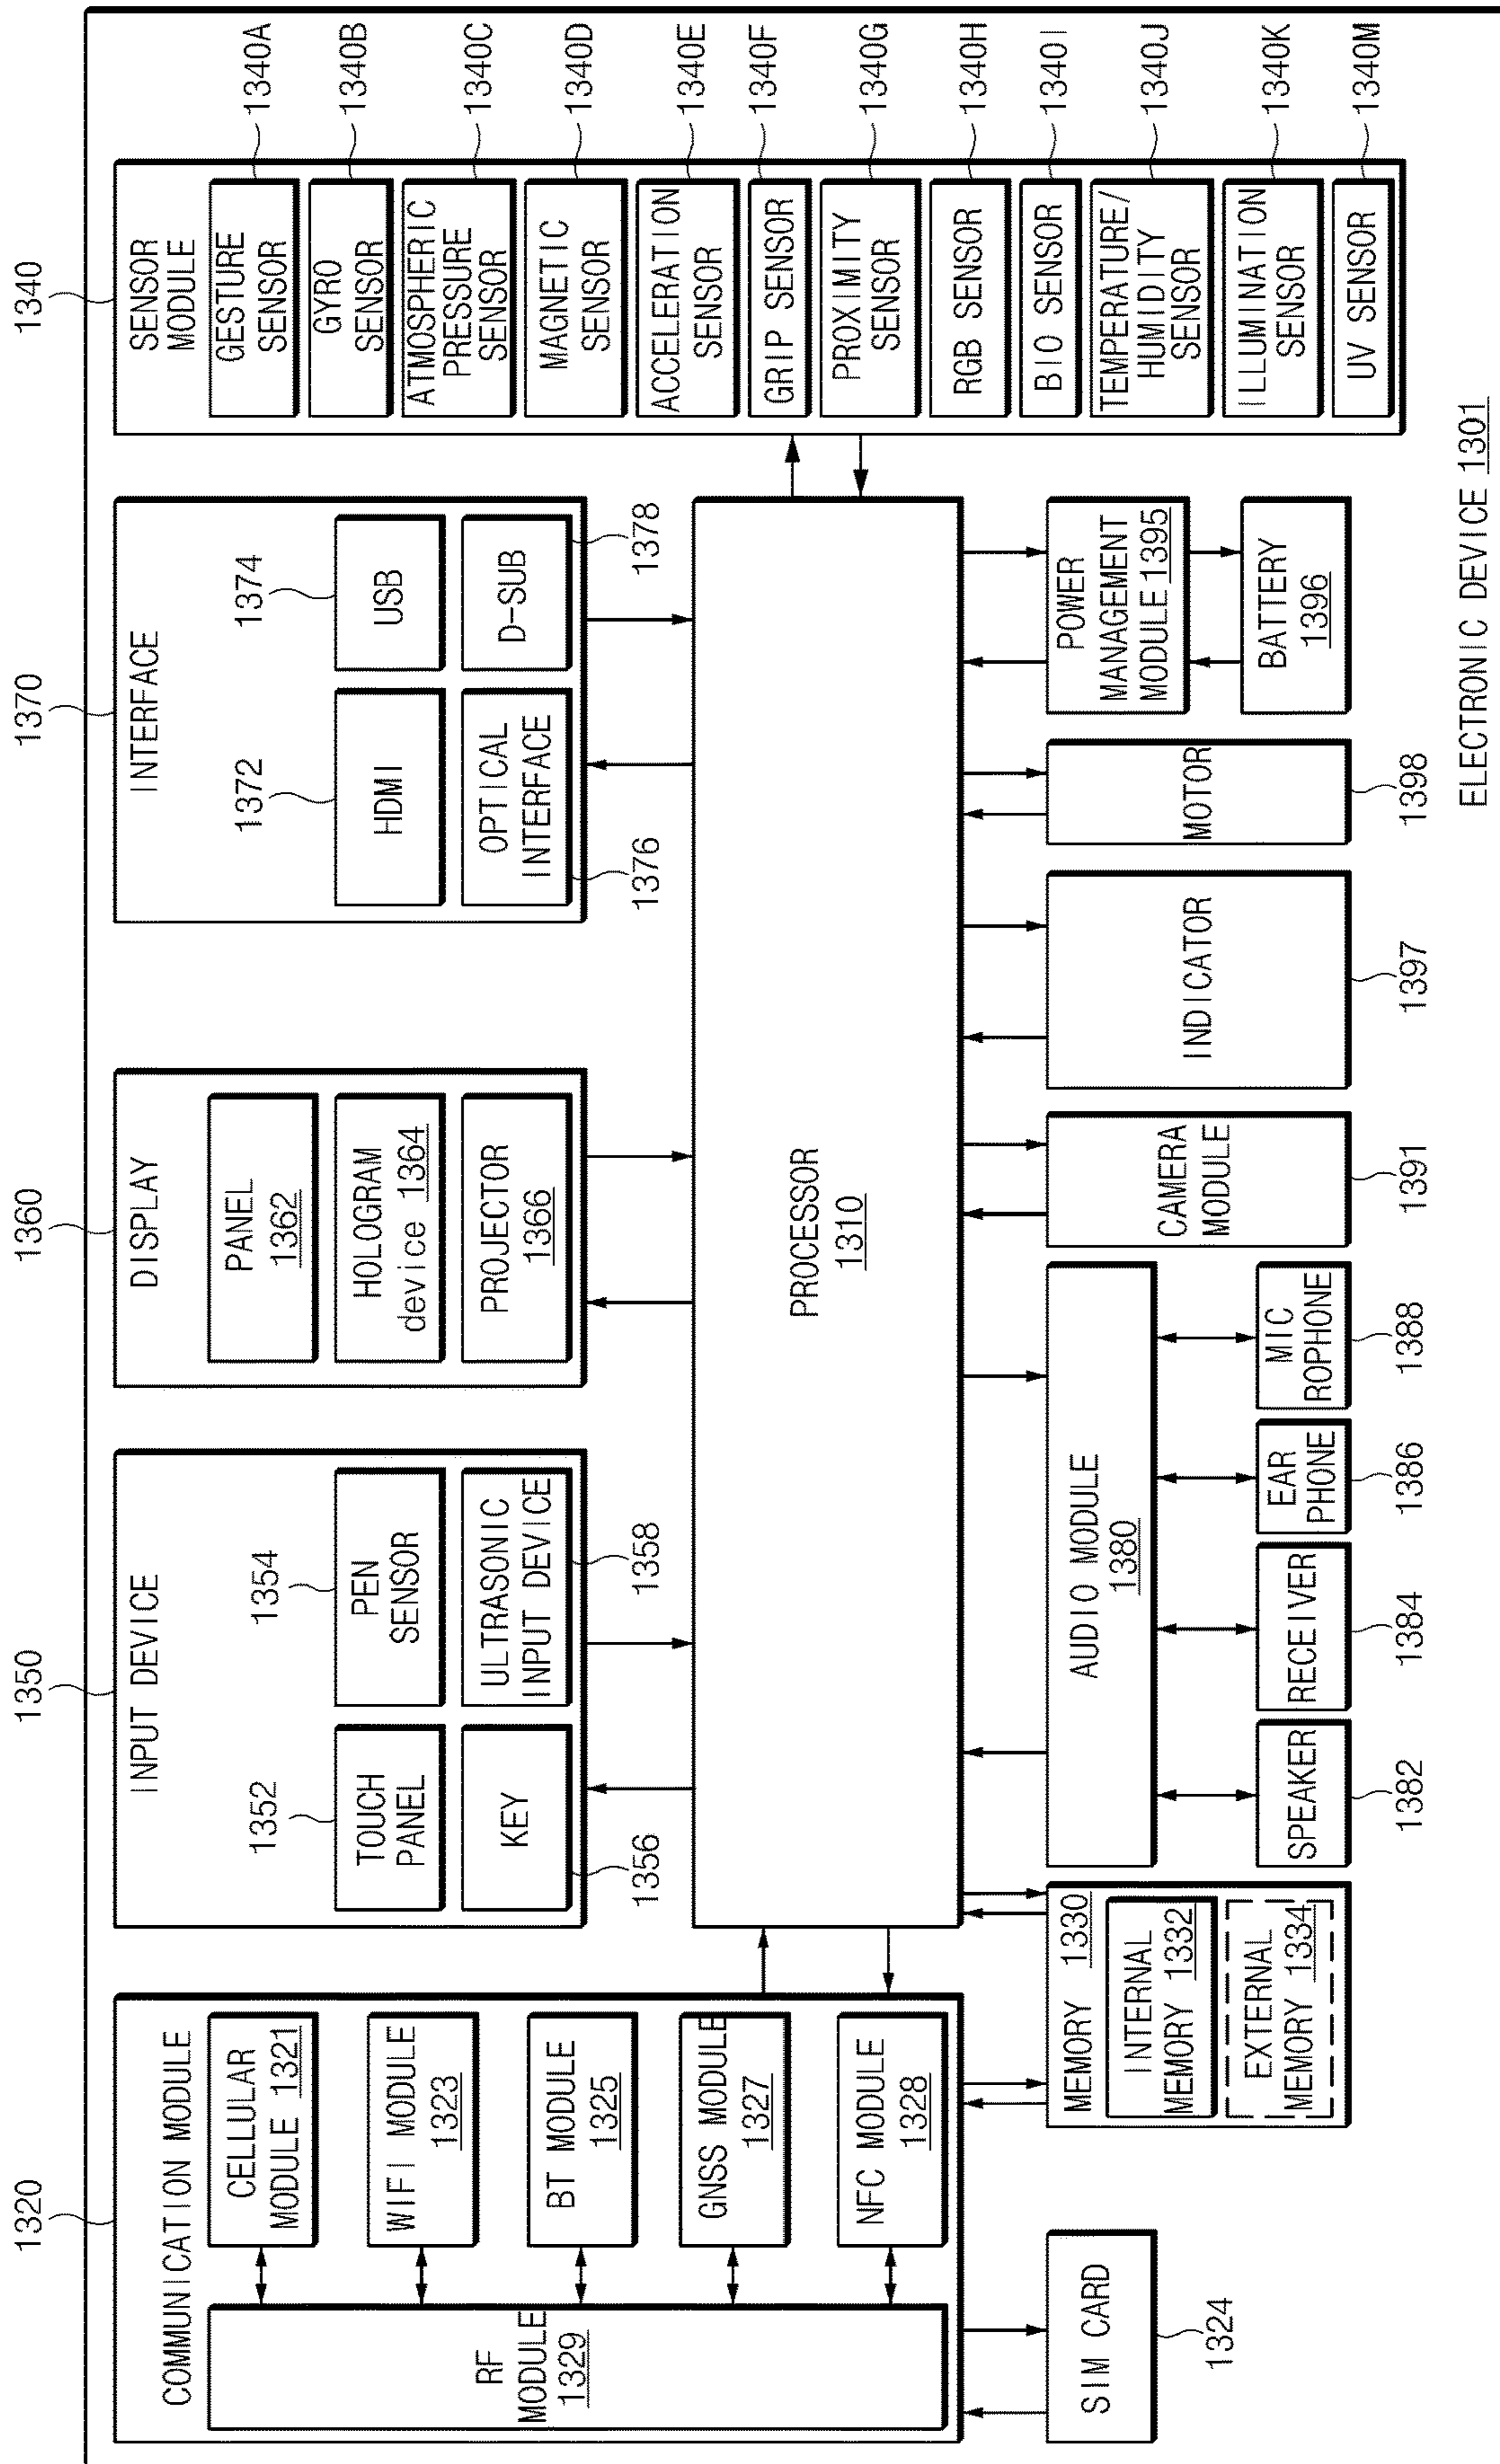 1320
COMMUNICATION MODULE
CELLULAR
MODULE 1321
WIFI MODULE
1323
BT MODULE
1325
GNSS MODULE
1327
NFC MODULE
1328
RF
MODULE
1329
SIM CARD
1324
1350
INPUT DEVICE
1352
TOUCH
PANEL
1354
PEN
SENSOR
KEY
1356
ULTRASONIC
INPUT DEVICE
1358
1360
DISPLAY
PANEL
1362
HOLOGRAM
device 1364
PROJECTOR
1366
1370
INTERFACE
1372
HDMI
1374
USB
OPTICAL
INTERFACE
1376
D-SUB
1378
1340
SENSOR
MODULE
GESTURE
SENSOR
1340A
GYRO
SENSOR
1340B
ATMOSPHERIC
PRESSURE
SENSOR
1340C
MAGNETIC
SENSOR
1340D
ACCELERATION
SENSOR
1340E
GRIP SENSOR
1340F
PROXIMITY
SENSOR
1340G
RGB SENSOR
1340H
BIO SENSOR
1340I
TEMPERATURE/
HUMIDITY
SENSOR
1340J
ILLUMINATION
SENSOR
1340K
UV SENSOR
1340M
PROCESSOR
1310
MEMORY 1330
INTERNAL
MEMORY 1332
EXTERNAL
MEMORY 1334
AUDIO MODULE
1380
SPEAKER
1382
RECEIVER
1384
EAR
PHONE
1386
MIC
ROPHONE
1388
CAMERA
MODULE
1391
INDICATOR
1397
MOTOR
1398
POWER
MANAGEMENT
MODULE 1395
BATTERY
1396
ELECTRONIC DEVICE 1301